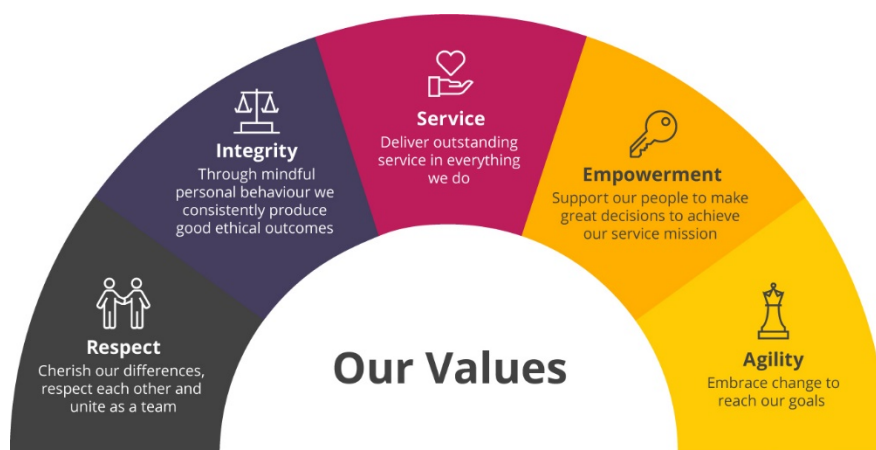 Respect
Cherish our differences,
respect each other and
unite as a team
Integrity
Through mindful
personal behaviour we
consistently produce
good ethical outcomes
Service
Deliver outstanding
service in everything
we do
Empowerment
Support our people to make
great decisions to achieve
our service mission
Agility
Embrace change to
reach our goals
Our Values